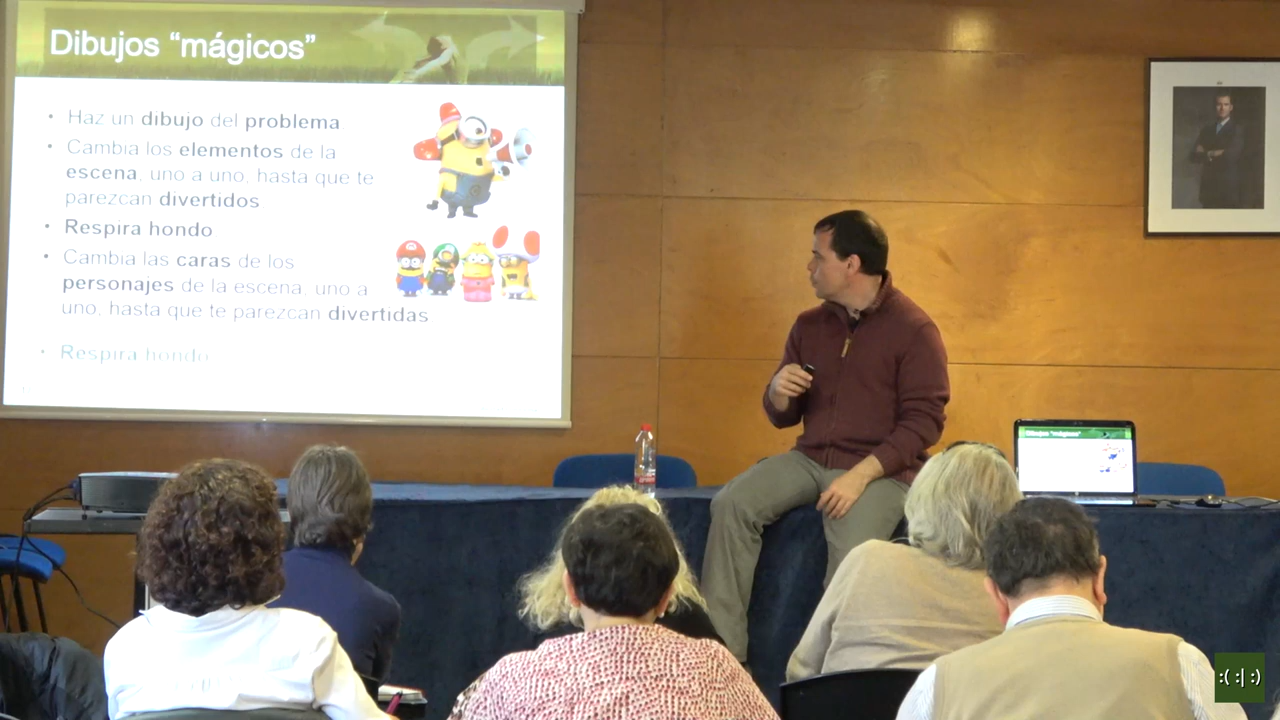 Dibujos “mágicos”
• Haz un dibujo del problema
• Cambia los elementos de la
escena, uno a uno, hasta que te
parezcan divertidos
• Respira hondo
• Cambia las caras de los
personajes de la escena, uno a
uno, hasta que te parezcan divertidas
• Respira hondo
Dibujos "mágicos"
:( :| :)